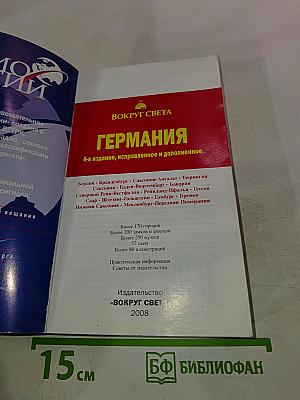 ВОКРУГ СВЕТА
ГЕРМАНИЯ
4-е издание, исправленное и дополненное
Берлин • Бранденбург • Саксония-Анхальт • Тюрингия
Саксония • Баден-Вюртемберг • Бавария
Северный Рейн-Вестфалия • Рейнланд-Пфальц • Гессен
Саар • Шлезвиг-Гольштейн • Гамбург • Бремен
Нижняя Саксония • Мекленбург-Передняя Померания
Более 170 городов
Более 200 замков и дворцов
Более 250 музеев
57 схем
Более 80 иллюстраций
Практическая информация
Советы от издательства
Издательство
«ВОКРУГ СВЕТА»
2008
вещания
15 см
БФ БИБЛИОФАН